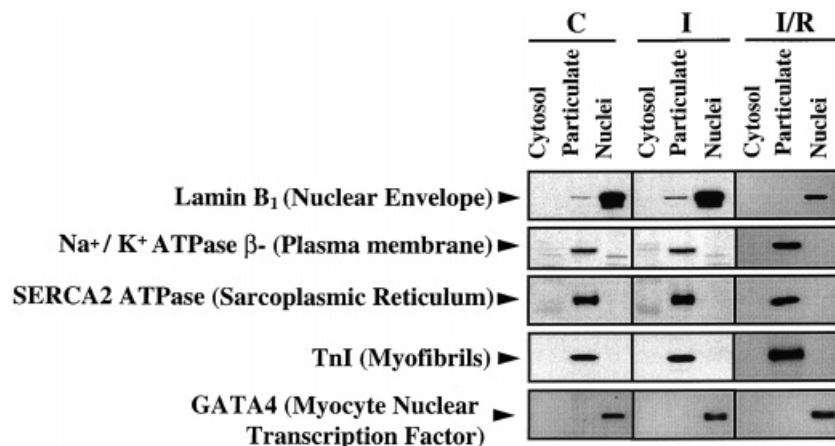 C I I/R
Cytosol Particulate Nuclei Cytosol Particulate Nuclei Cytosol Particulate Nuclei
Lamin B₁ (Nuclear Envelope)
Na⁺/ K⁺ ATPase β- (Plasma membrane)
SERCA2 ATPase (Sarcoplasmic Reticulum)
TnI (Myofibrils)
GATA4 (Myocyte Nuclear
Transcription Factor)